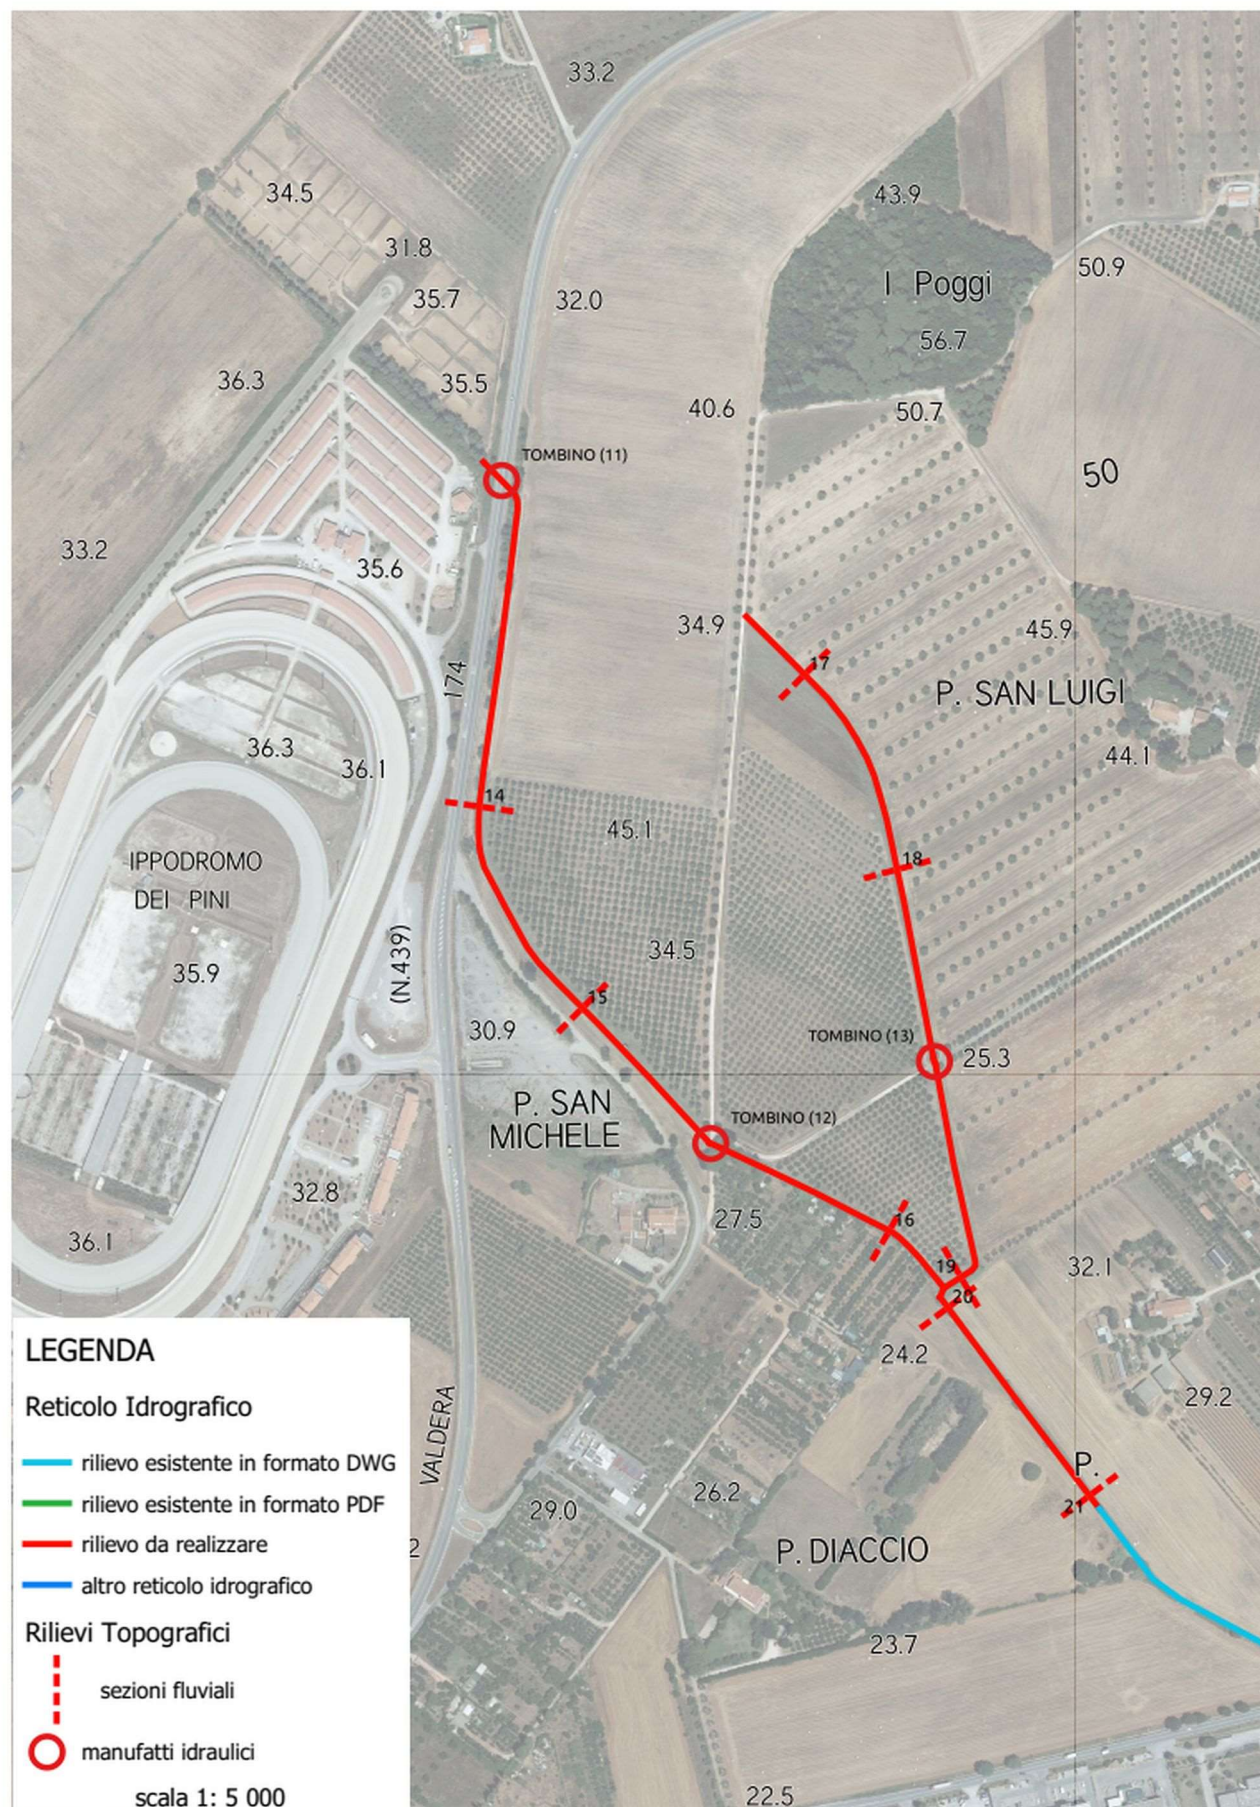 33.2
34.5
43.9
31.8
50.9
35.7
32.0
I Poggi
56.7
36.3
35.5
40.6
50.7
TOMBINO (11)
50
33.2
35.6
34.9
17
45.9
174
P. SAN LUIGI
36.3
36.1
44.1
14
45.1
IPPODROMO
DEI PINI
18
34.5
(N.439)
35.9
15
30.9
TOMBINO (13)
25.3
P. SAN
MICHELE
TOMBINO (12)
32.8
27.5
16
36.1
19
32.1
20
24.2
29.2
VALDERA
P.
26.2
21
29.0
P. DIACCIO
2
23.7
22.5
LEGENDA
Reticolo Idrografico
rilievo esistente in formato DWG
rilievo esistente in formato PDF
rilievo da realizzare
altro reticolo idrografico
Rilievi Topografici
sezioni fluviali
manufatti idraulici
scala 1: 5 000